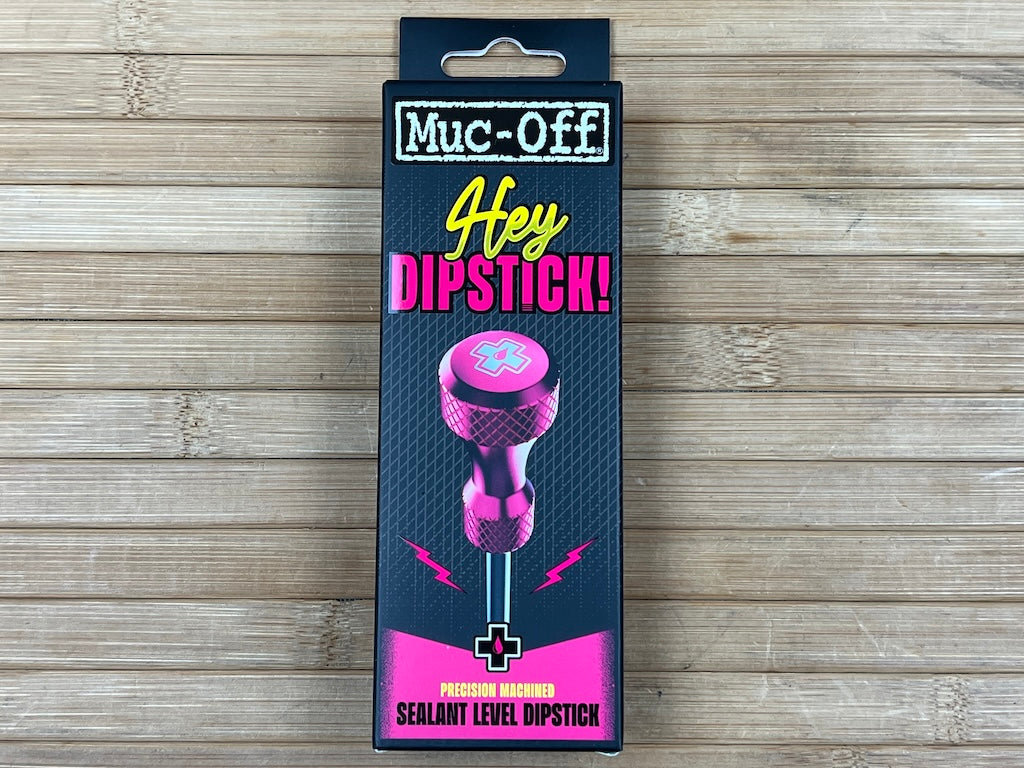 Muc-Off®
Hey
DIPSTICK!
PRECISION MACHINED
SEALANT LEVEL DIPSTICK